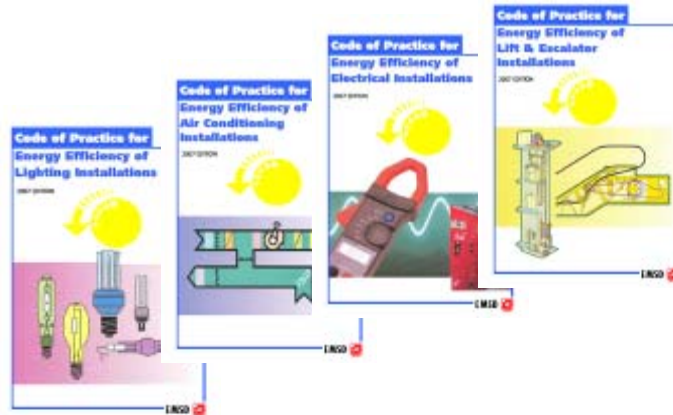 Code of Practice for
Energy Efficiency of
Lighting Installations
2007 EDITION
EMSD
Code of Practice for
Energy Efficiency of
Air Conditioning
Installations
2007 EDITION
EMSD
Code of Practice for
Energy Efficiency of
Electrical Installations
2007 EDITION
EMSD
Code of Practice for
Energy Efficiency of
Lift & Escalator
Installations
2007 EDITION
EMSD